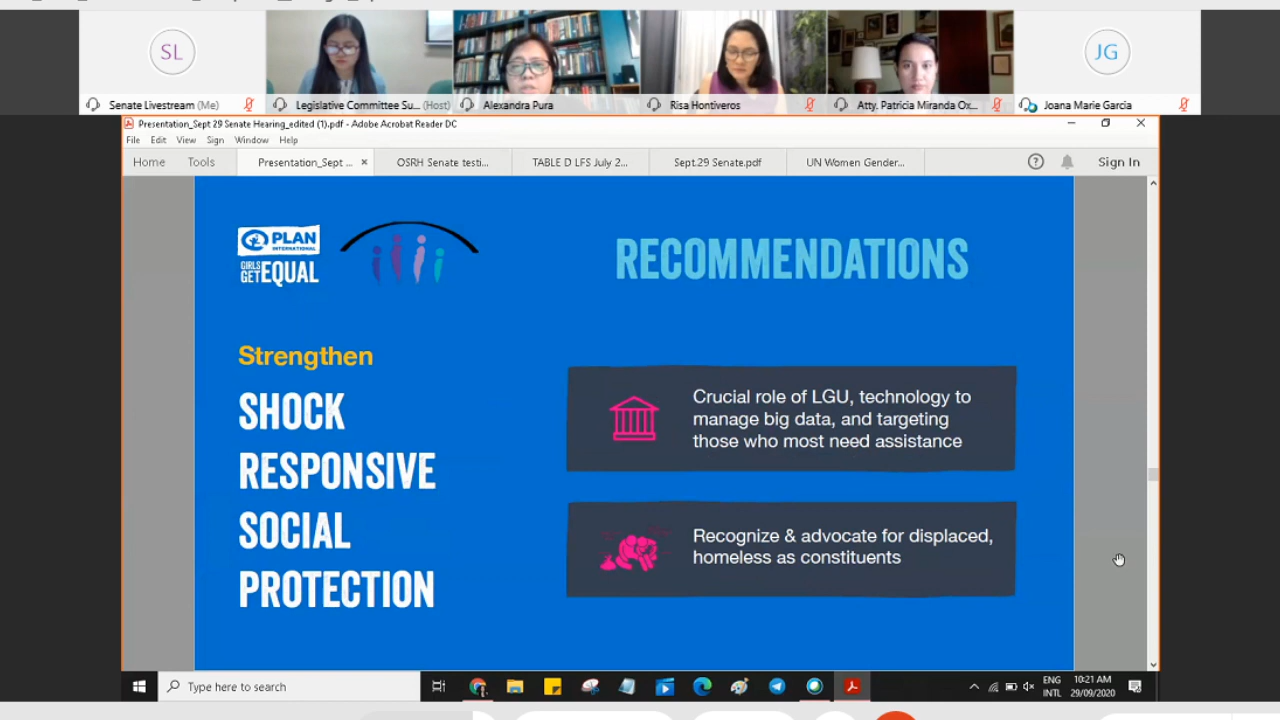 SL
JG
Senate Livestream (Me)
Legislative Committee Su... (Host)
Alexandra Pura
Risa Hontiveros
Atty. Patricia Miranda Ox...
Joana Marie Garcia
Presentation_Sept 29 Senate Hearing_edited (1).pdf - Adobe Acrobat Reader DC
File Edit View Sign Window Help
Home Tools Presentation_Sept ... × OSRH Senate testi... TABLE D LFS July 2... Sept.29 Senate.pdf UN Women Gender... Sign In
PLAN
INTERNATIONAL
GIRLS
GET EQUAL
RECOMMENDATIONS
Strengthen
SHOCK
RESPONSIVE
SOCIAL
PROTECTION
Crucial role of LGU, technology to
manage big data, and targeting
those who most need assistance
Recognize & advocate for displaced,
homeless as constituents
Type here to search
ENG
INTL
10:21 AM
29/09/2020